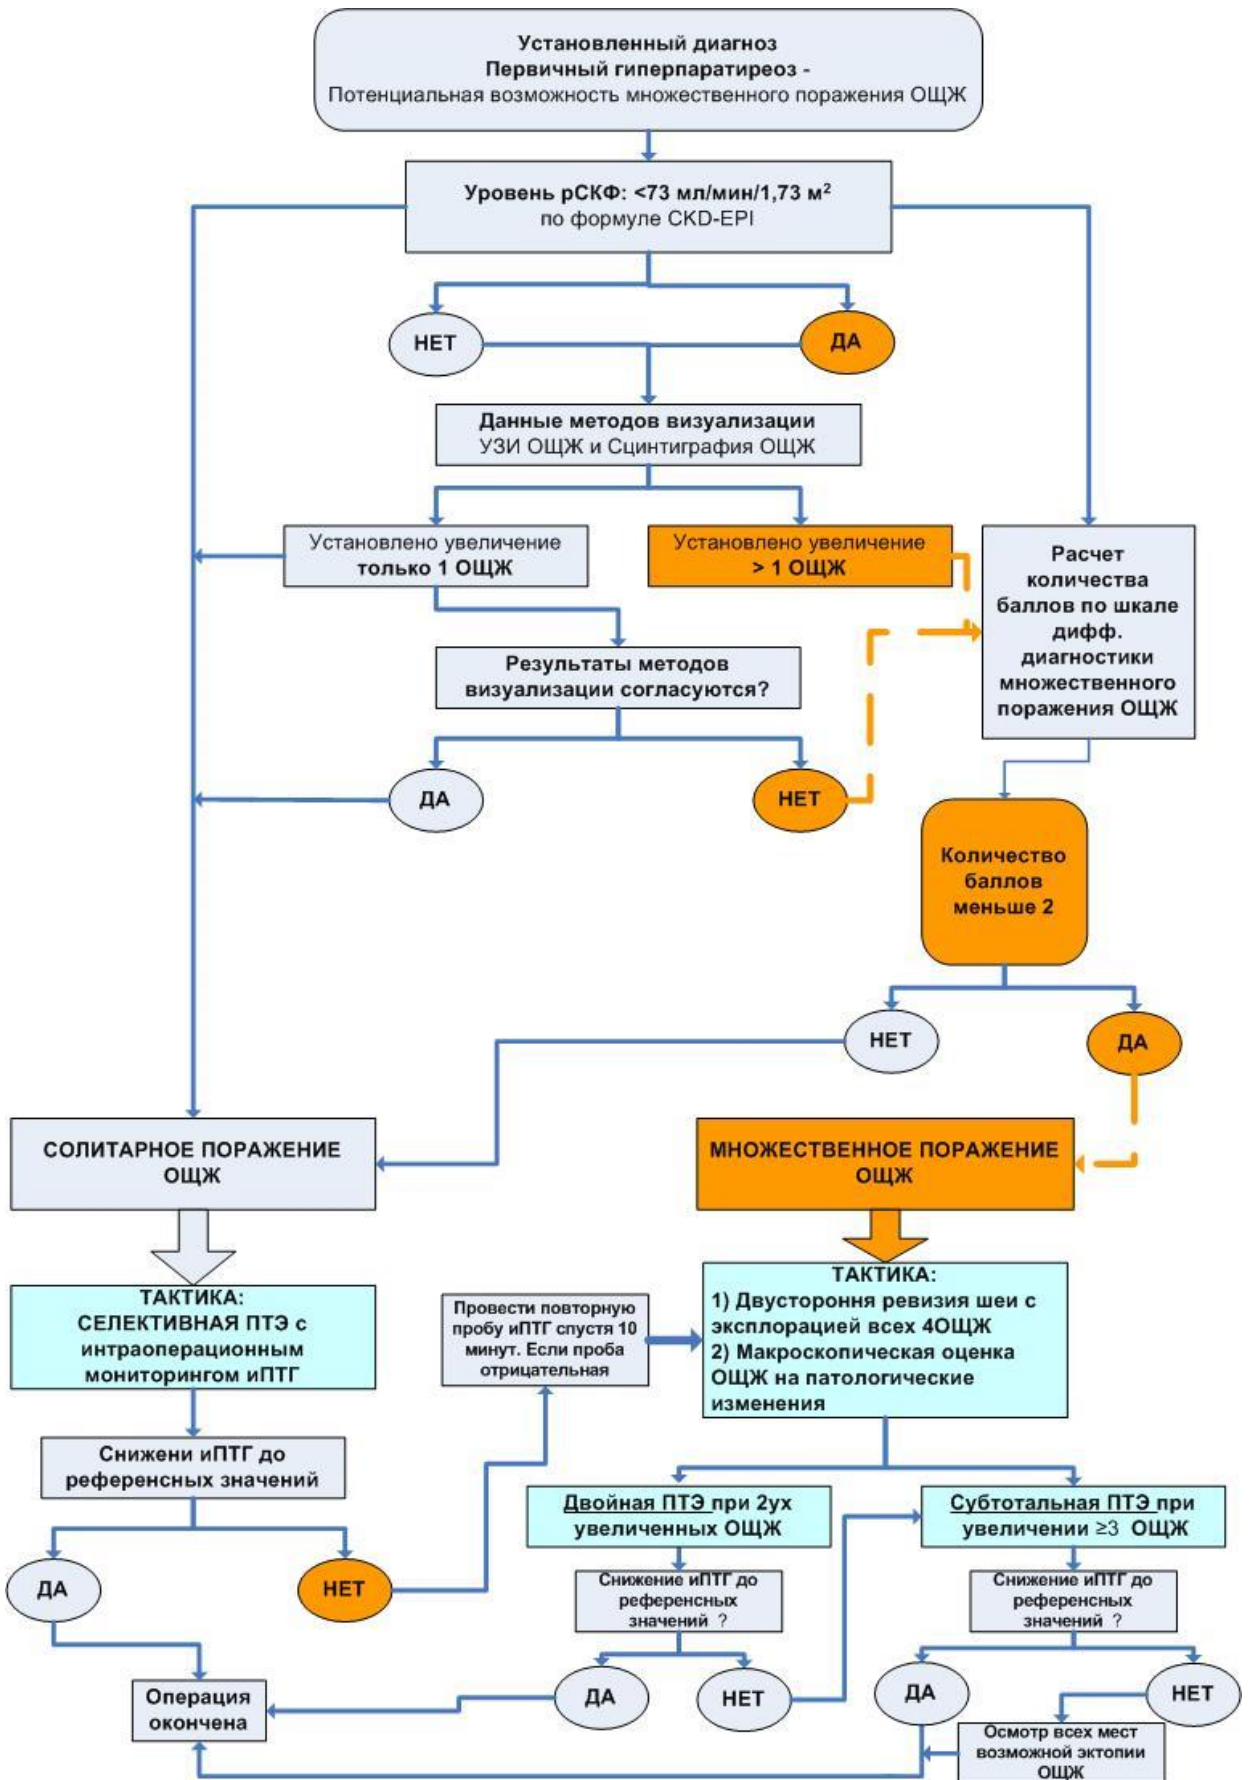 Установленный диагноз
Первичный гиперпаратиреоз -
Потенциальная возможность множественного поражения ОЩЖ
Уровень рСКФ: <73 мл/мин/1,73 м²
по формуле CKD-EPI
НЕТ
ДА
Данные методов визуализации
УЗИ ОЩЖ и Сцинтиграфия ОЩЖ
Установлено увеличение
только 1 ОЩЖ
Установлено увеличение
> 1 ОЩЖ
Расчет
количества
баллов по шкале
дифф.
диагностики
множественного
поражения ОЩЖ
Результаты методов
визуализации согласуются?
ДА
НЕТ
Количество
баллов
меньше 2
НЕТ
ДА
СОЛИТАРНОЕ ПОРАЖЕНИЕ
ОЩЖ
МНОЖЕСТВЕННОЕ ПОРАЖЕНИЕ
ОЩЖ
ТАКТИКА:
СЕЛЕКТИВНАЯ ПТЭ с
интраоперационным
мониторингом иПТГ
Провести повторную
пробу иПТГ спустя 10
минут. Если проба
отрицательная
ТАКТИКА:
1) Двустороння ревизия шеи с
эксплорацией всех 4ОЩЖ
2) Макроскопическая оценка
ОЩЖ на патологические
изменения
Снижени иПТГ до
референсных значений
Двойная ПТЭ при 2ух
увеличенных ОЩЖ
Субтотальная ПТЭ при
увеличении ≥3 ОЩЖ
ДА
НЕТ
Снижение иПТГ до
референсных
значений ?
Снижение иПТГ до
референсных
значений ?
ДА
НЕТ
ДА
НЕТ
Операция
окончена
Осмотр всех мест
возможной эктопии
ОЩЖ